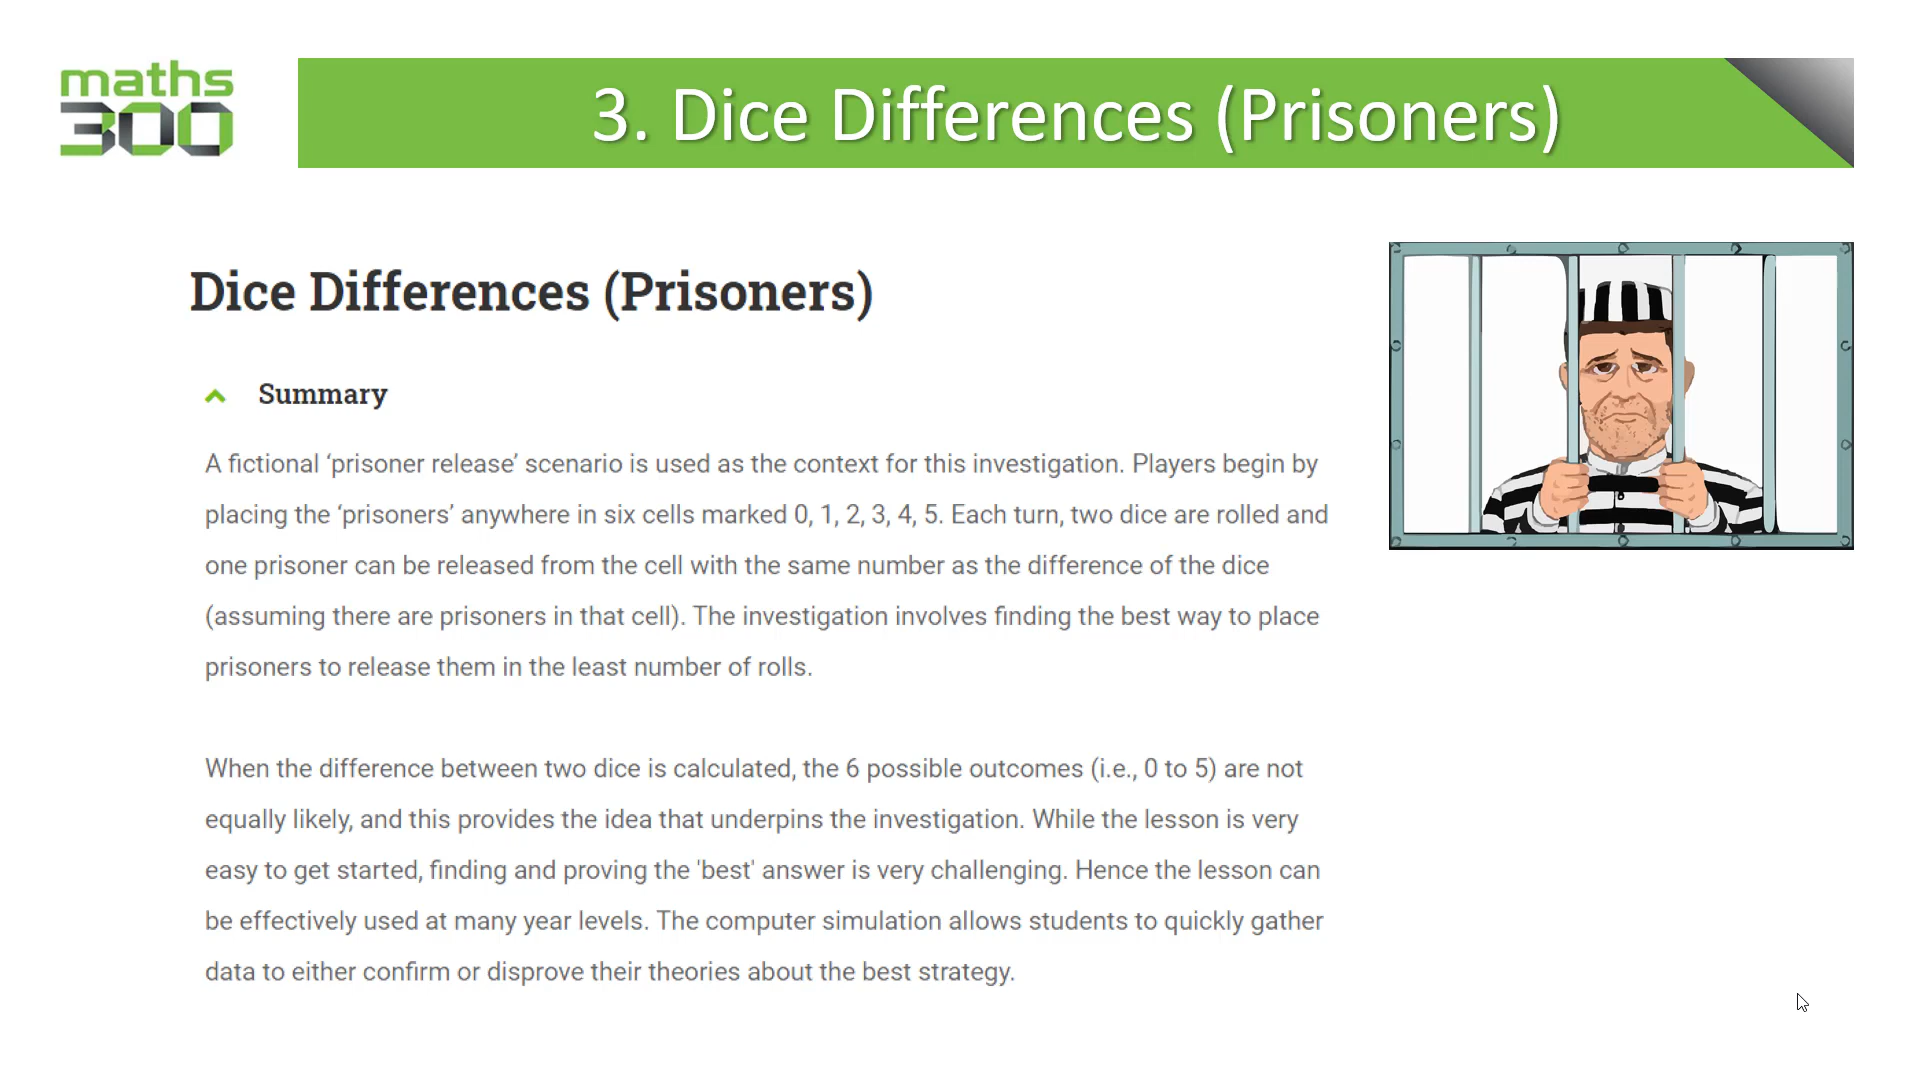 maths
300
3. Dice Differences (Prisoners)
Dice Differences (Prisoners)
Summary
A fictional ‘prisoner release’ scenario is used as the context for this investigation. Players begin by
placing the ‘prisoners’ anywhere in six cells marked 0, 1, 2, 3, 4, 5. Each turn, two dice are rolled and
one prisoner can be released from the cell with the same number as the difference of the dice
(assuming there are prisoners in that cell). The investigation involves finding the best way to place
prisoners to release them in the least number of rolls.
When the difference between two dice is calculated, the 6 possible outcomes (i.e., 0 to 5) are not
equally likely, and this provides the idea that underpins the investigation. While the lesson is very
easy to get started, finding and proving the 'best' answer is very challenging. Hence the lesson can
be effectively used at many year levels. The computer simulation allows students to quickly gather
data to either confirm or disprove their theories about the best strategy.